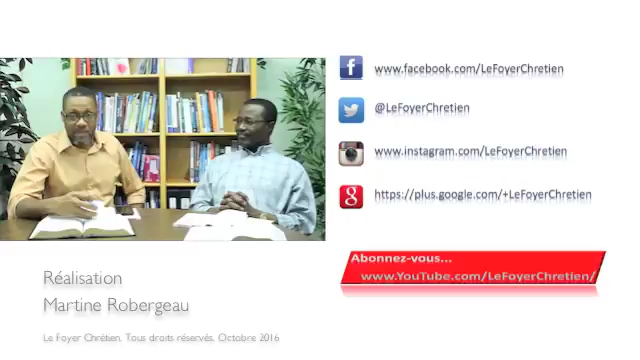 www.facebook.com/LeFoyerChretien
@LeFoyerChretien
www.instagram.com/LeFoyerChretien
https://plus.google.com/+LeFoyerChretien
Abonnez-vous...
www.YouTube.com/LeFoyerChretien/
Réalisation
Martine Robergeau
Le Foyer Chrétien. Tous droits réservés. Octobre 2016